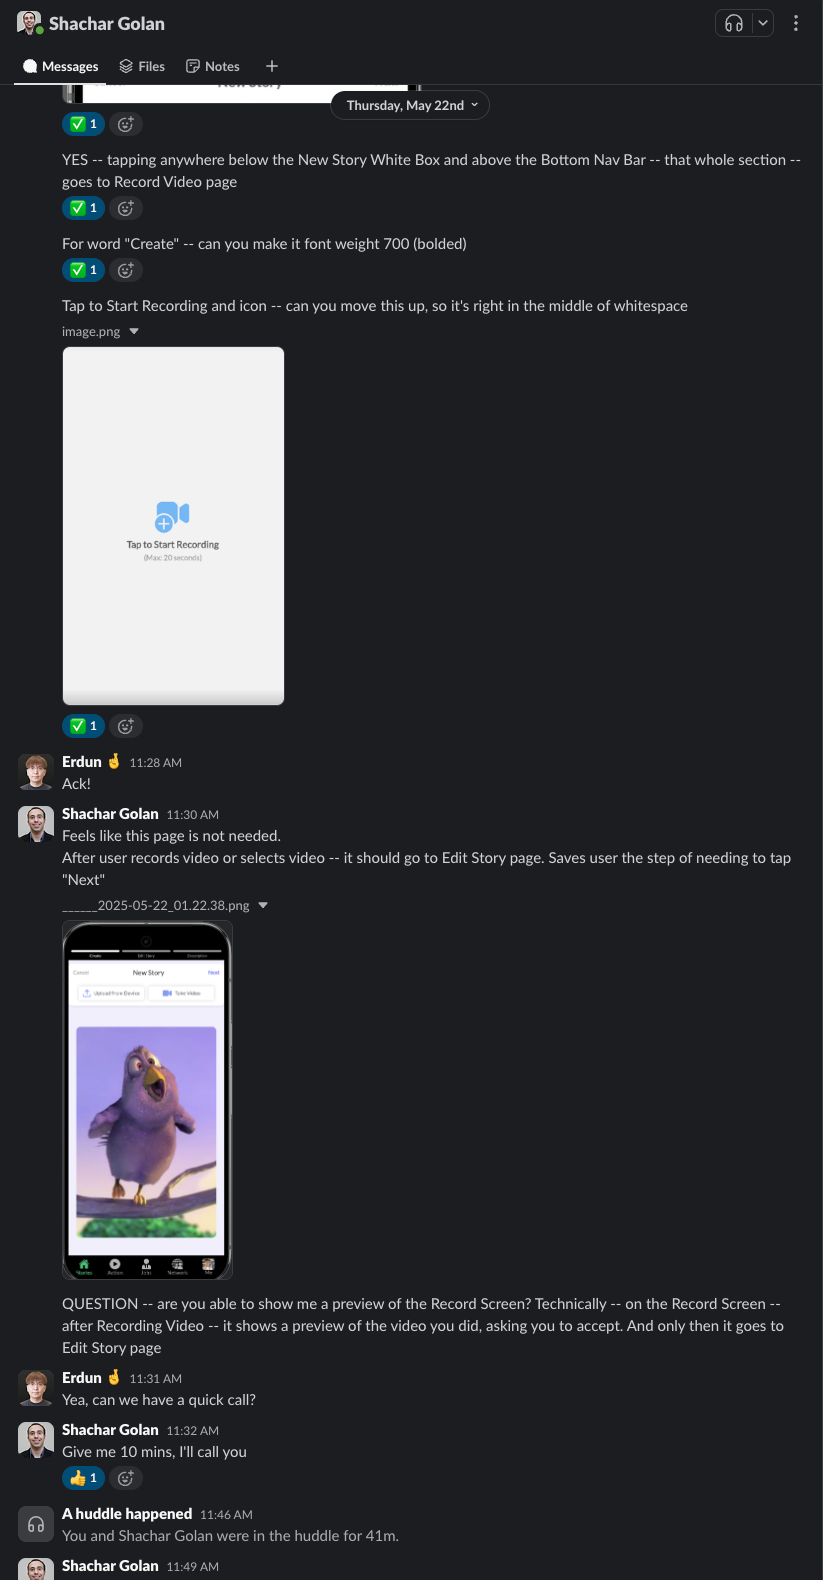 Shachar Golan
Messages
Files
Notes
New Story
Thursday, May 22nd
1
YES -- tapping anywhere below the New Story White Box and above the Bottom Nav Bar -- that whole section --
goes to Record Video page
1
For word "Create" -- can you make it font weight 700 (bolded)
1
Tap to Start Recording and icon -- can you move this up, so it's right in the middle of whitespace
image.png
Tap to Start Recording
(Max: 20 seconds)
1
Erdun 11:28 AM
Ack!
Shachar Golan 11:30 AM
Feels like this page is not needed.
After user records video or selects video -- it should go to Edit Story page. Saves user the step of needing to tap
"Next"
______2025-05-22_01.22.38.png
Create Edit Story Description
Cancel New Story Next
Upload from Device Take Video
Movies Action Jobs Network Me
QUESTION -- are you able to show me a preview of the Record Screen? Technically -- on the Record Screen --
after Recording Video -- it shows a preview of the video you did, asking you to accept. And only then it goes to
Edit Story page
Erdun 11:31 AM
Yea, can we have a quick call?
Shachar Golan 11:32 AM
Give me 10 mins, I'll call you
1
A huddle happened 11:46 AM
You and Shachar Golan were in the huddle for 41m.
Shachar Golan 11:49 AM